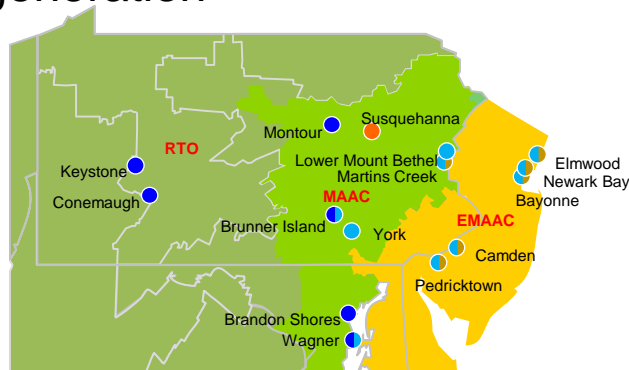 Susquehanna
Montour
RTO
Lower Mount Bethel
Elmwood
Keystone
Martins Creek
Newark Bay
Conemaugh
MAAC
Bayonne
Brunner Island
EMAAC
York
Camden
Pedricktown
Brandon Shores
Wagner